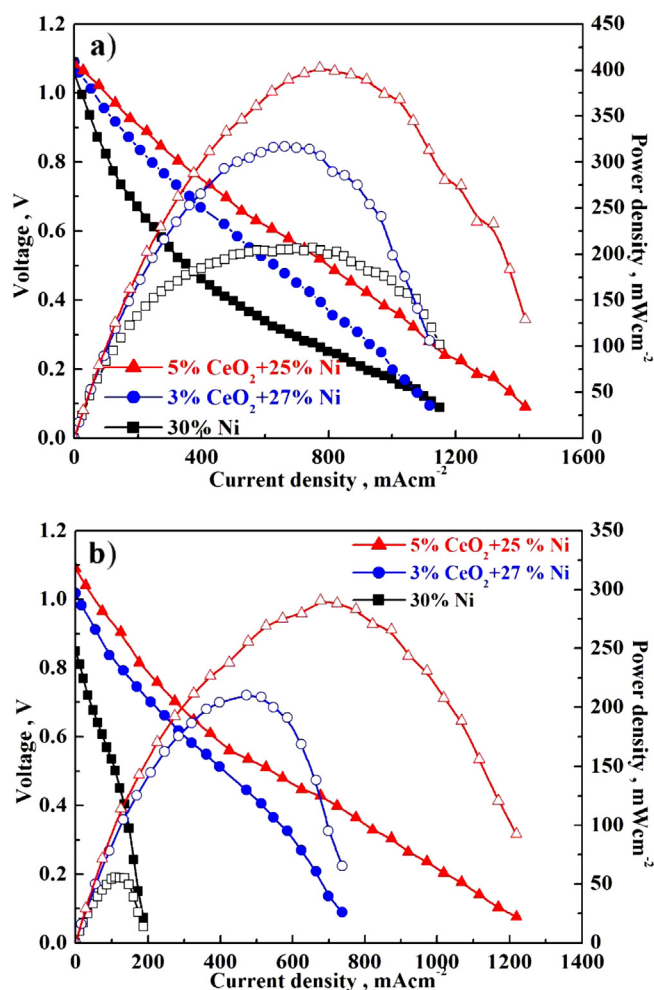 a)
1.2
1.0
0.8
0.6
0.4
0.2
0.0
Voltage , V
450
400
350
300
250
200
150
100
50
0
Power density , mWcm⁻²
5% CeO₂+25% Ni
3% CeO₂+27% Ni
30% Ni
0 400 800 1200 1600
Current density , mAcm⁻²
b)
1.2
1.0
0.8
0.6
0.4
0.2
0.0
Voltage , V
350
300
250
200
150
100
50
0
Power density , mWcm⁻²
5% CeO₂+25 % Ni
3% CeO₂+27 % Ni
30% Ni
0 200 400 600 800 1000 1200 1400
Current density , mAcm⁻²